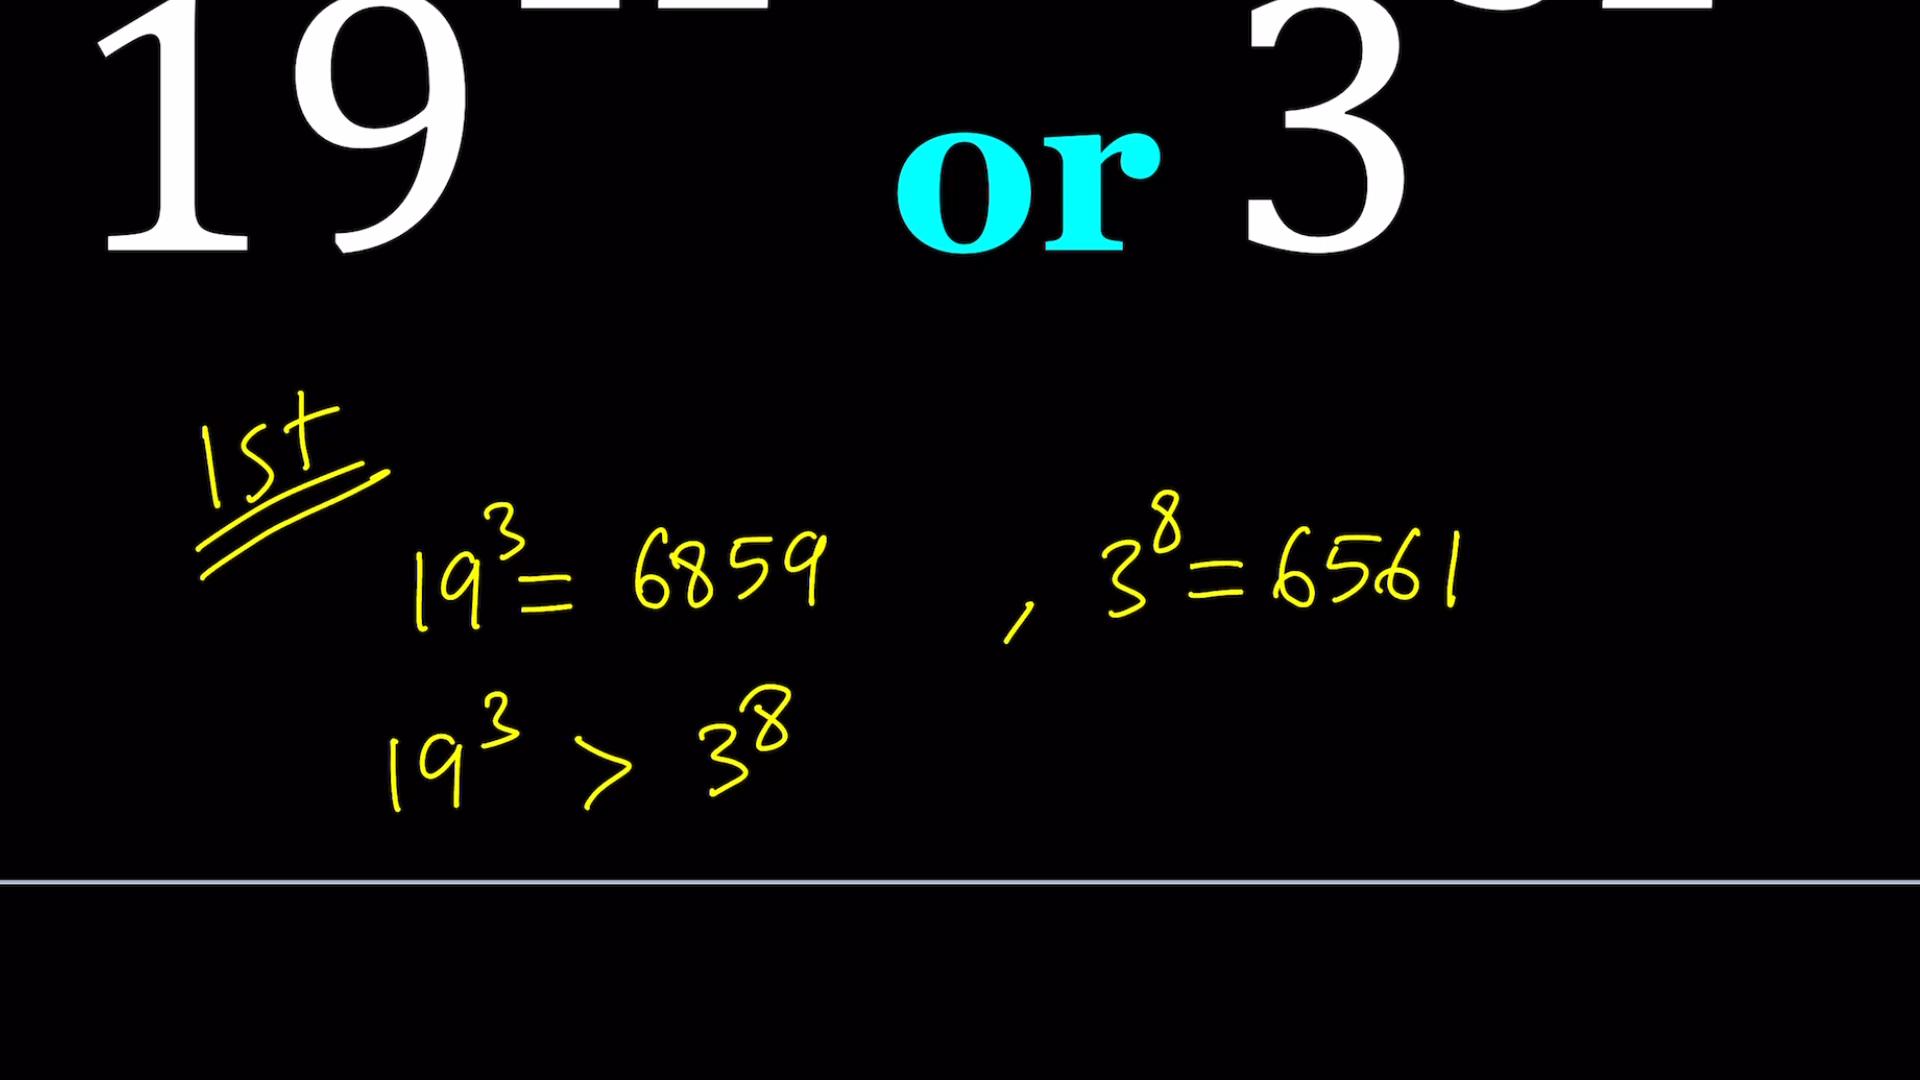 19 or 3
1st
19³ = 6859 , 3⁸ = 6561
19³ > 3⁸